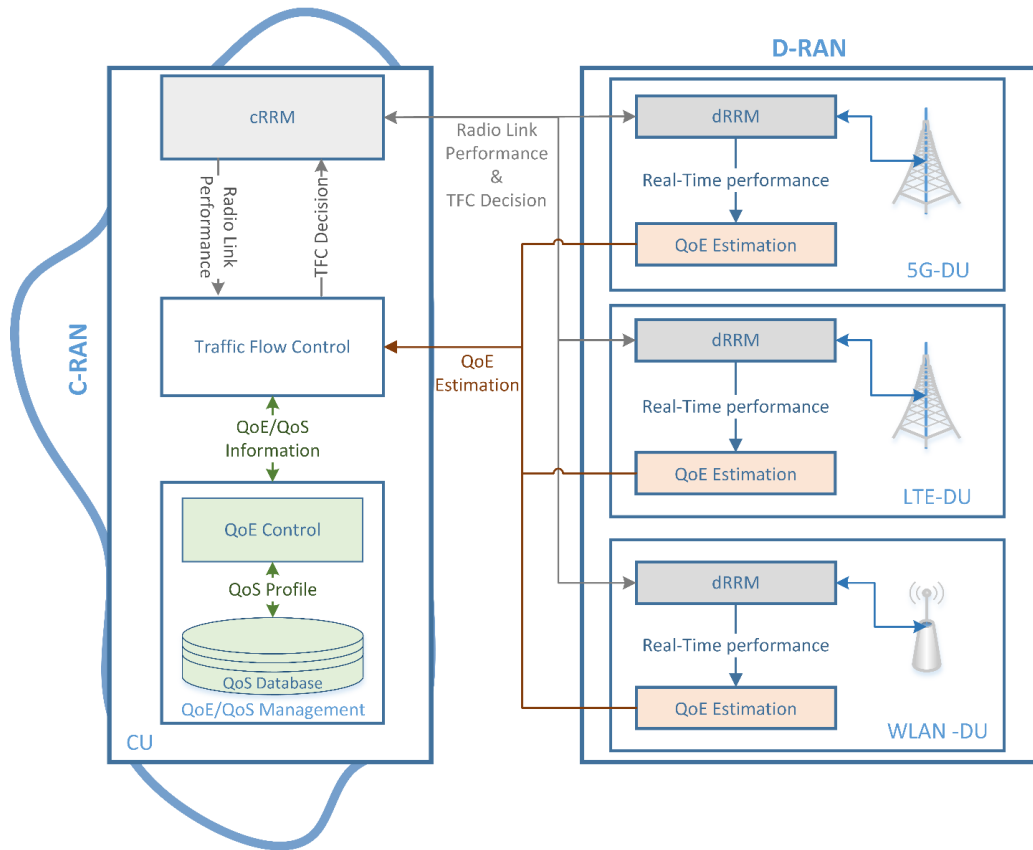 D-RAN
cRRM
Radio Link
Performance
TFC Decision
Traffic Flow Control
C-RAN
QoE/QoS
Information
QoE Control
QoS Profile
QoS Database
QoE/QoS Management
CU
Radio Link
Performance
&
TFC Decision
QoE
Estimation
dRRM
Real-Time performance
QoE Estimation
5G-DU
dRRM
Real-Time performance
QoE Estimation
LTE-DU
dRRM
Real-Time performance
QoE Estimation
WLAN -DU